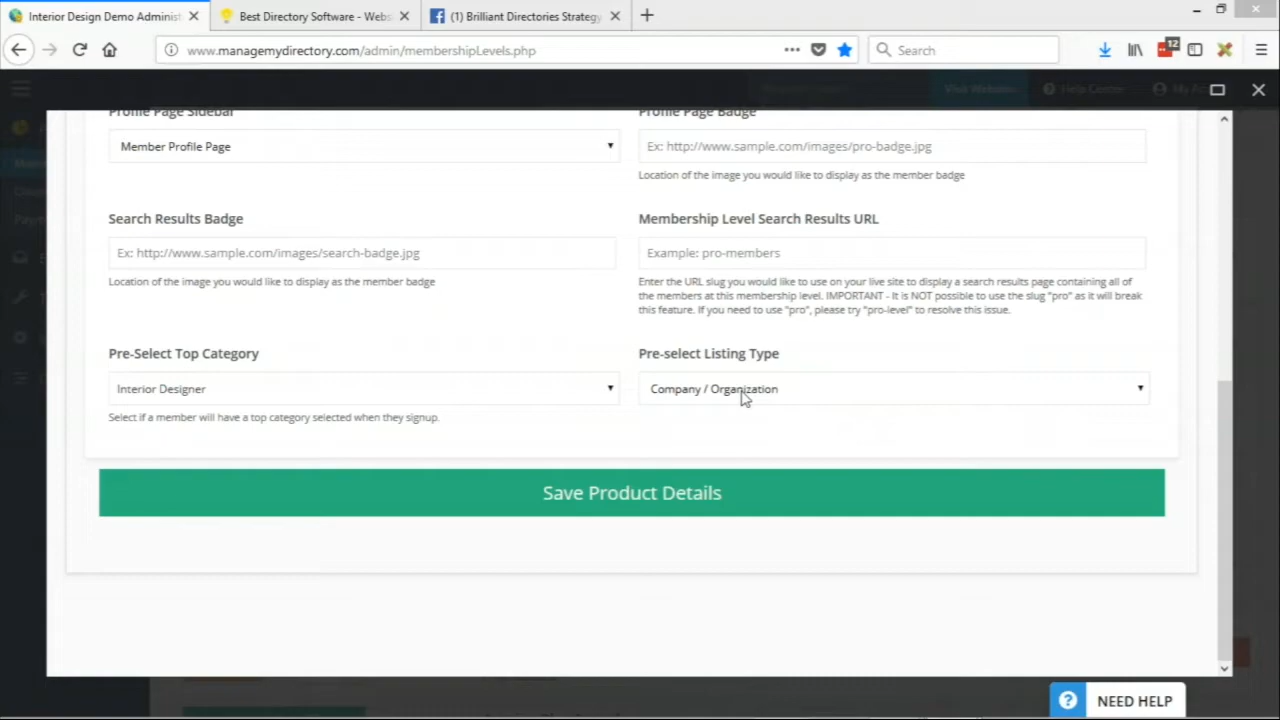 Interior Design Demo Administ
Best Directory Software - Websi
(1) Brilliant Directories Strategy
www.managemydirectory.com/admin/membershipLevels.php
Search
12
Visit Website
Help Center
Profile Page Sidebar
Profile Page Badge
Member Profile Page
Ex: http://www.sample.com/images/pro-badge.jpg
Location of the image you would like to display as the member badge
Search Results Badge
Membership Level Search Results URL
Ex: http://www.sample.com/images/search-badge.jpg
Example: pro-members
Location of the image you would like to display as the member badge
Enter the URL slug you would like to use on your live site to display a search results page containing all of
the members at this membership level. IMPORTANT - It is NOT possible to use the slug "pro" as it will break
this feature. If you need to use "pro", please try "pro-level" to resolve this issue.
Pre-Select Top Category
Pre-select Listing Type
Interior Designer
Company / Organization
Select if a member will have a top category selected when they signup.
Save Product Details
? NEED HELP